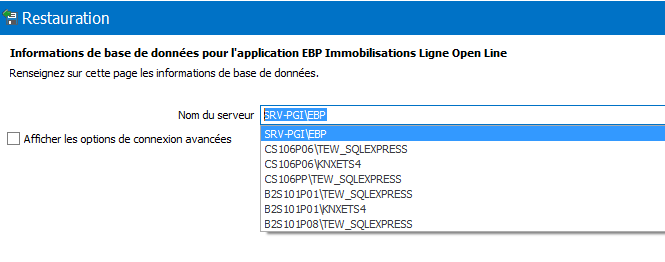 Restauration
Informations de base de données pour l'application EBP Immobilisations Ligne Open Line
Renseignez sur cette page les informations de base de données.
Nom du serveur SRV-PGI\EBP
Afficher les options de connexion avancées
SRV-PGI\EBP
CS106P06\TEW_SQLEXPRESS
CS106P06\KNXETS4
CS106PP\TEW_SQLEXPRESS
B2S101P01\TEW_SQLEXPRESS
B2S101P01\KNXETS4
B2S101P08\TEW_SQLEXPRESS